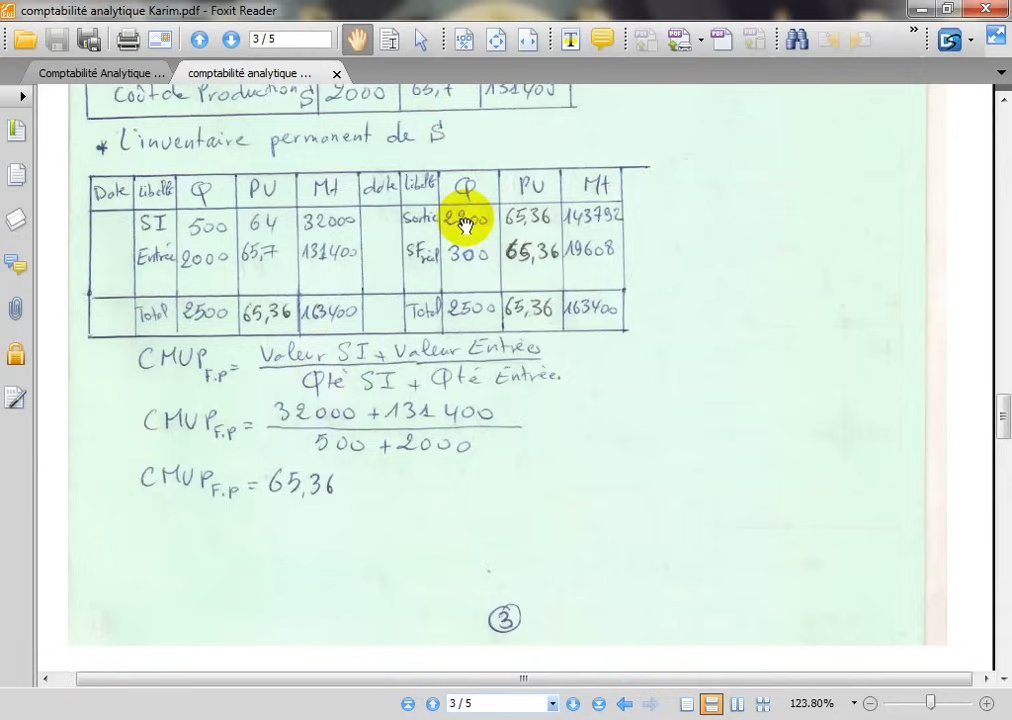 comptabilité analytique Karim.pdf - Foxit Reader
3 / 5
Comptabilité Analytique ...
comptabilité analytique ...
Coût de Production S 2000 65,7 131400
* L'inventaire permanent de S
Date Libellé Q PU Mt date Libellé Q PU Mt
SI 500 64 32000 Sortie 2200 65,36 143792
Entrée 2000 65,7 131400 SF réel 300 65,36 19608
Total 2500 65,36 163400 Total 2500 65,36 163400
CMUP F.p = Valeur SI + Valeur Entrées
Qté SI + Qté Entrée.
CMUP F.p = 32000 + 131 400
500 + 2000
CMUP F.p = 65,36
3
3 / 5
123.80%